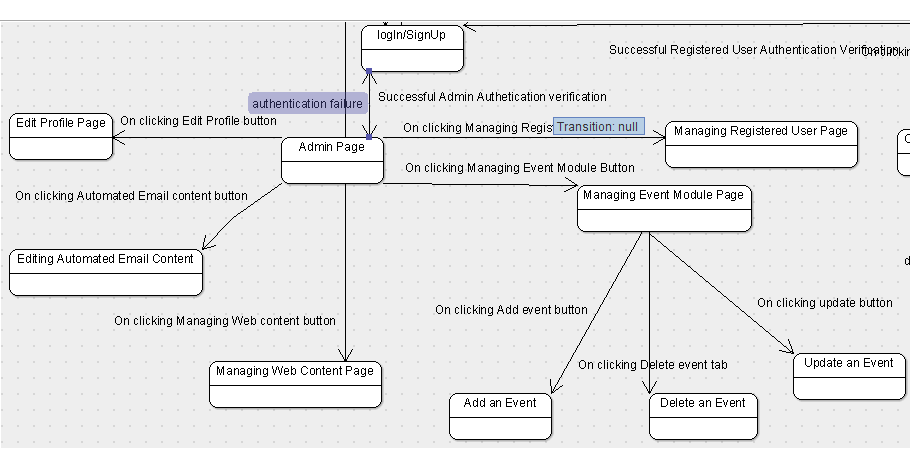 logIn/SignUp
Successful Registered User Authentication Verification
On clickin
authentication failure
Successful Admin Authetication verification
Edit Profile Page
On clicking Edit Profile button
On clicking Managing Regis
Transition: null
Managing Registered User Page
Admin Page
On clicking Managing Event Module Button
On clicking Automated Email content button
Managing Event Module Page
Editing Automated Email Content
On clicking Add event button
On clicking update button
On clicking Managing Web content button
On clicking Delete event tab
Managing Web Content Page
Update an Event
Add an Event
Delete an Event